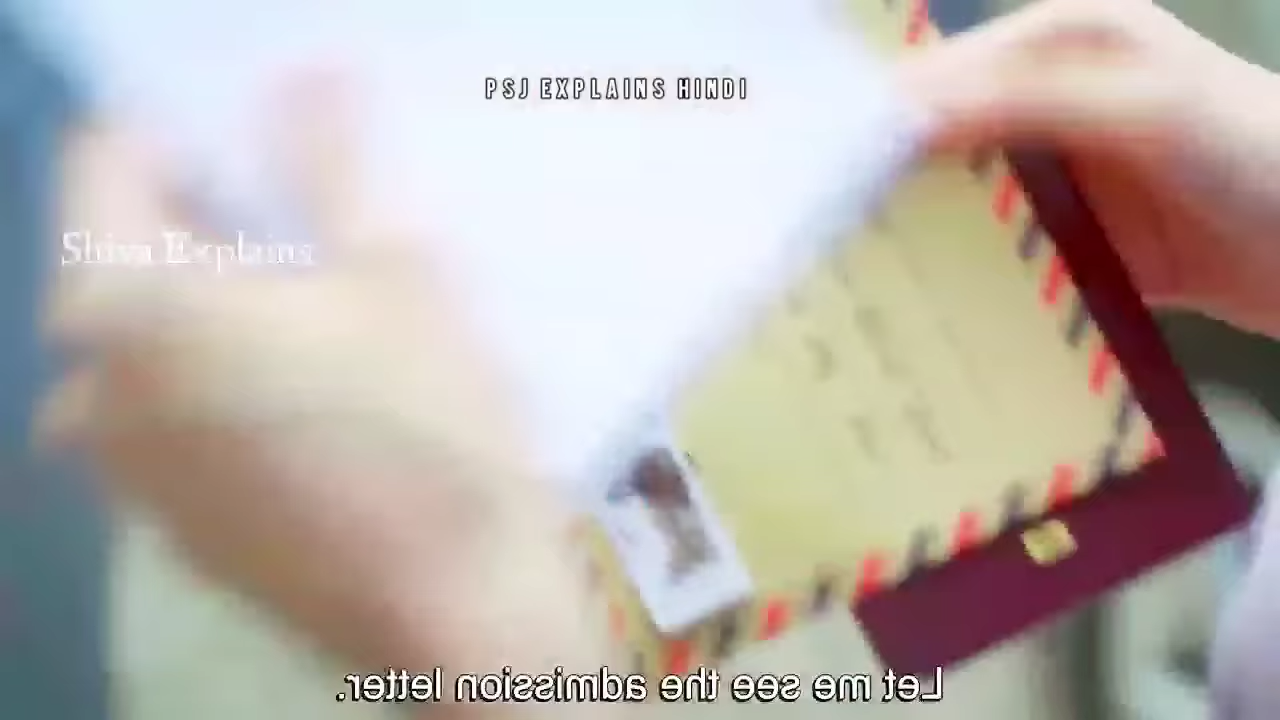 PSJ EXPLAINS HINDI
Shiva Explains
Let me see the admission letter.